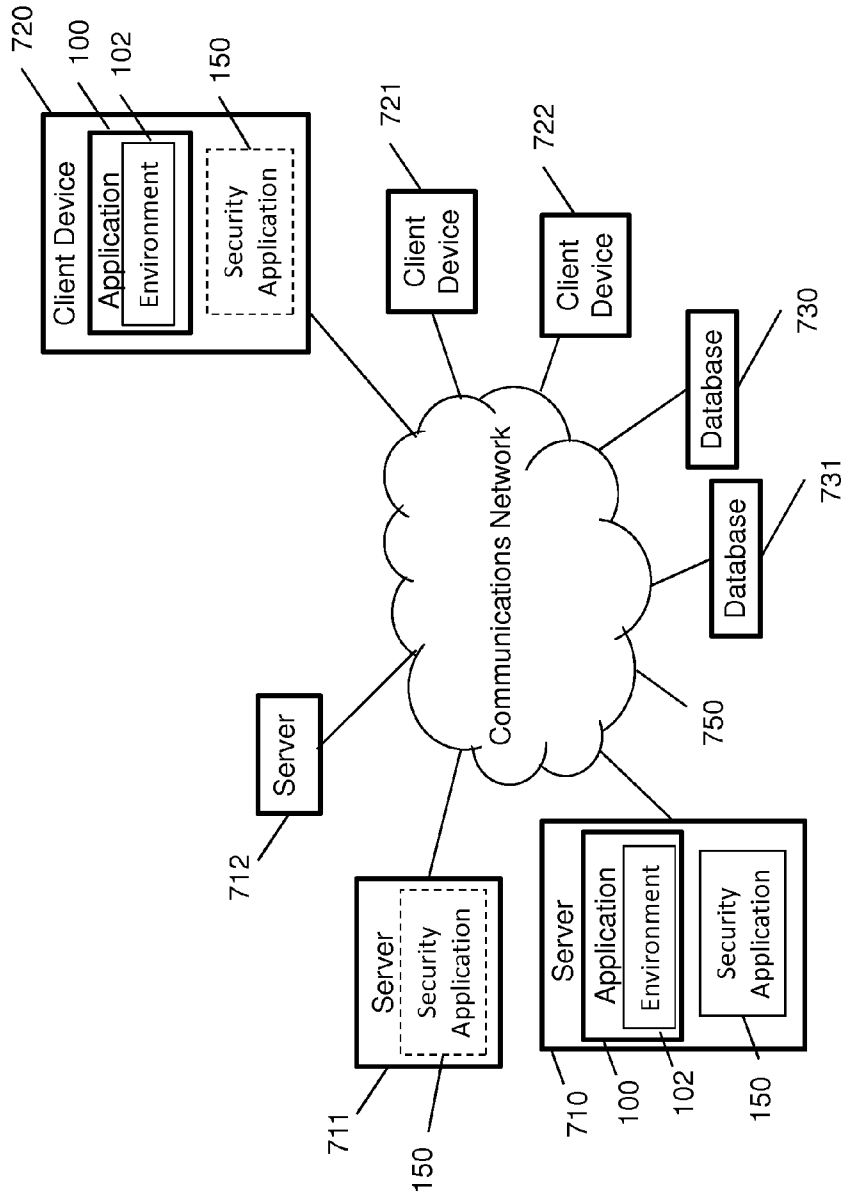 720
Client Device
100
Application
102
Environment
150
Security
Application
712
Server
711
Server
Security
Application
150
721
Client
Device
722
Client
Device
Communications Network
710
Server
100
Application
102
Environment
150
Security
Application
750
Database
731
Database
730